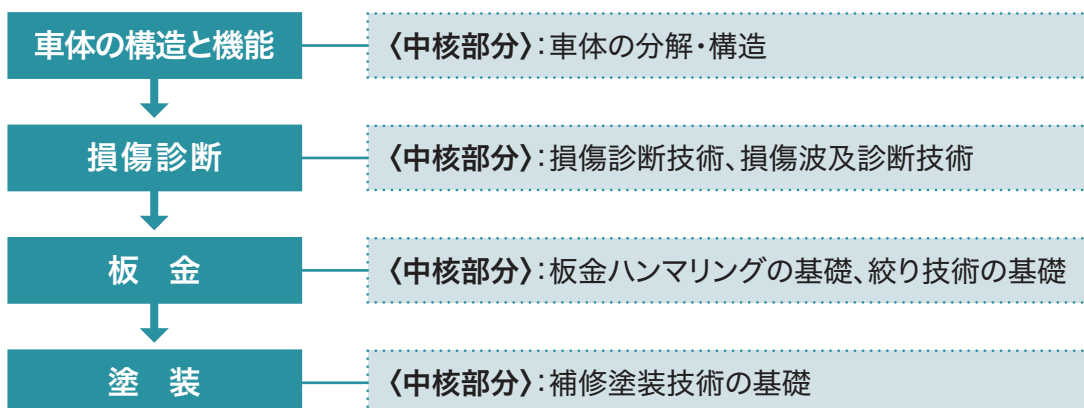 車体の構造と機能
〈中核部分〉:車体の分解・構造
損傷診断
〈中核部分〉:損傷診断技術、損傷波及診断技術
板　金
〈中核部分〉:板金ハンマリングの基礎、絞り技術の基礎
塗　装
〈中核部分〉:補修塗装技術の基礎